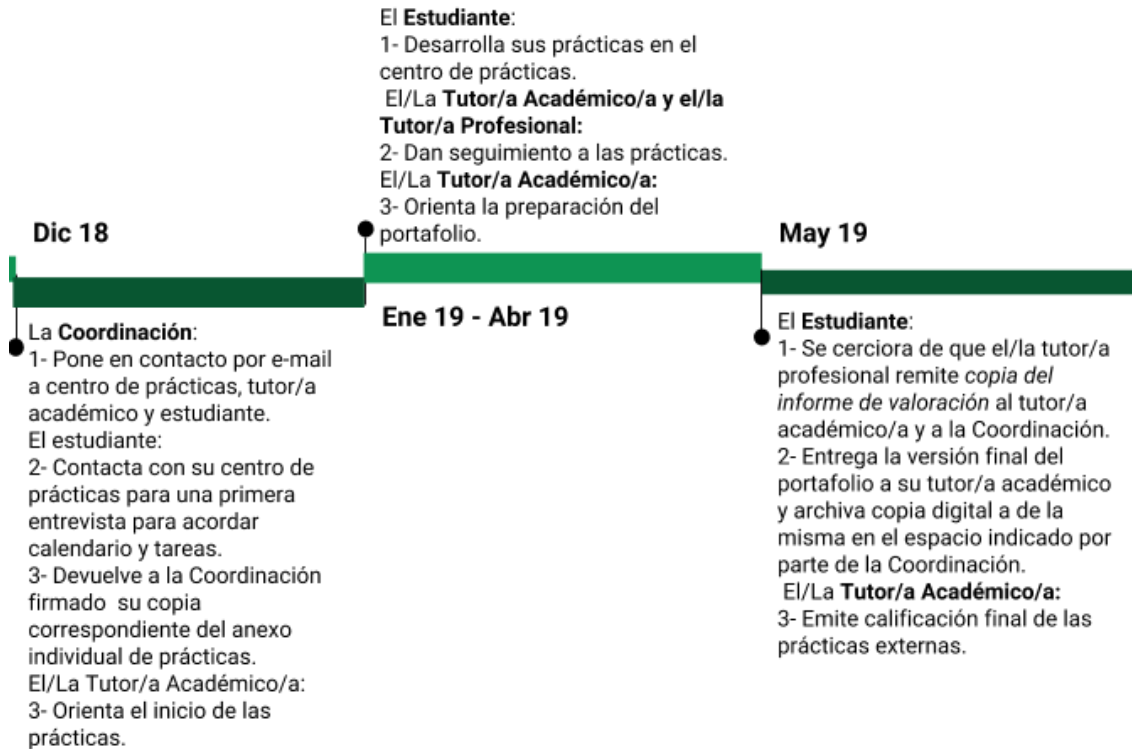 El Estudiante:
1- Desarrolla sus prácticas en el
centro de prácticas.
El/La Tutor/a Académico/a y el/la
Tutor/a Profesional:
2- Dan seguimiento a las prácticas.
El/La Tutor/a Académico/a:
3- Orienta la preparación del
portafolio.
Dic 18
May 19
Ene 19 - Abr 19
La Coordinación:
1- Pone en contacto por e-mail
a centro de prácticas, tutor/a
académico y estudiante.
El estudiante:
2- Contacta con su centro de
prácticas para una primera
entrevista para acordar
calendario y tareas.
3- Devuelve a la Coordinación
firmado su copia
correspondiente del anexo
individual de prácticas.
El/La Tutor/a Académico/a:
3- Orienta el inicio de las
prácticas.
El Estudiante:
1- Se cerciora de que el/la tutor/a
profesional remite copia del
informe de valoración al tutor/a
académico/a y a la Coordinación.
2- Entrega la versión final del
portafolio a su tutor/a académico
y archiva copia digital a de la
misma en el espacio indicado por
parte de la Coordinación.
El/La Tutor/a Académico/a:
3- Emite calificación final de las
prácticas externas.